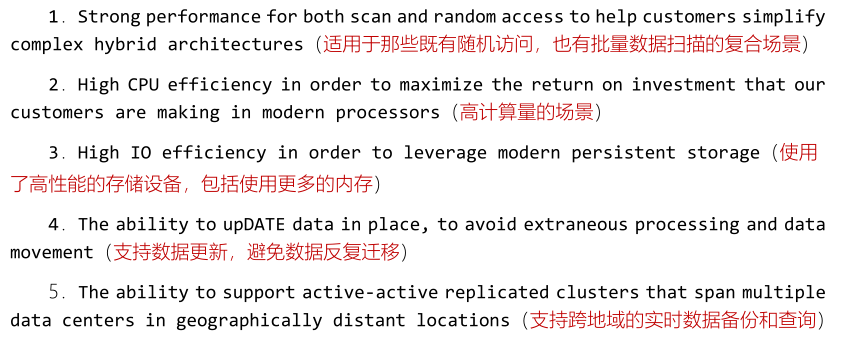 1. Strong performance for both scan and random access to help customers simplify
complex hybrid architectures（适用于那些既有随机访问，也有批量数据扫描的复合场景）
2. High CPU efficiency in order to maximize the return on investment that our
customers are making in modern processors（高计算量的场景）
3. High IO efficiency in order to leverage modern persistent storage（使用
了高性能的存储设备，包括使用更多的内存）
4. The ability to upDATE data in place, to avoid extraneous processing and data
movement（支持数据更新，避免数据反复迁移）
5. The ability to support active-active replicated clusters that span multiple
data centers in geographically distant locations（支持跨地域的实时数据备份和查询）